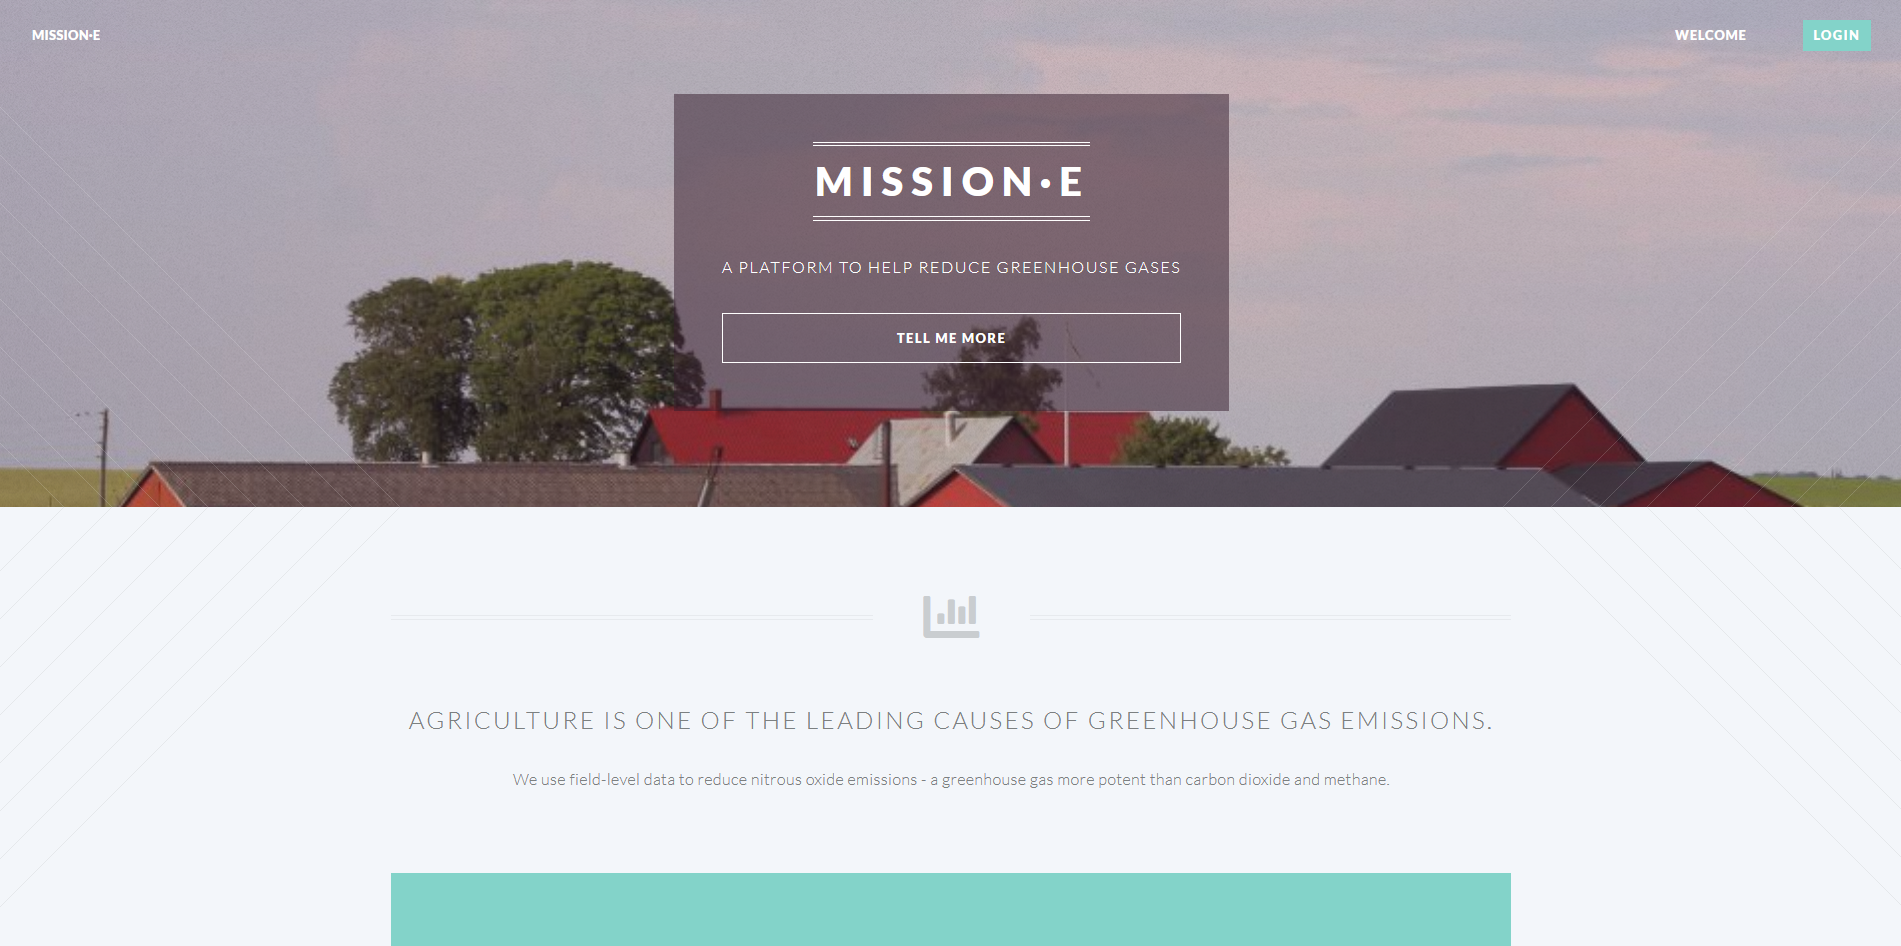 MISSION·E
WELCOME
LOGIN
MISSION·E
A PLATFORM TO HELP REDUCE GREENHOUSE GASES
TELL ME MORE
AGRICULTURE IS ONE OF THE LEADING CAUSES OF GREENHOUSE GAS EMISSIONS.
We use field-level data to reduce nitrous oxide emissions - a greenhouse gas more potent than carbon dioxide and methane.